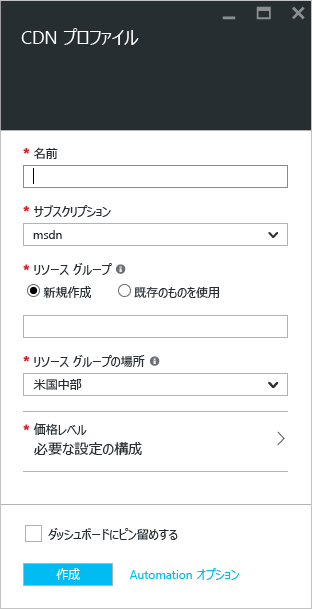 CDN プロファイル
* 名前
* サブスクリプション
msdn
* リソース グループ
新規作成 既存のものを使用
* リソース グループの場所
米国中部
* 価格レベル
必要な設定の構成
ダッシュボードにピン留めする
作成 Automation オプション